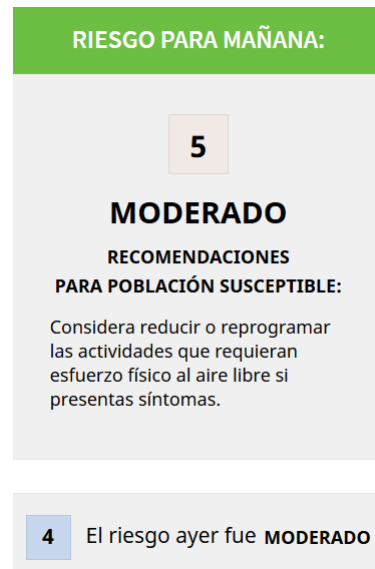 RIESGO PARA MAÑANA:
5
MODERADO
RECOMENDACIONES
PARA POBLACIÓN SUSCEPTIBLE:
Considera reducir o reprogramar
las actividades que requieran
esfuerzo físico al aire libre si
presentas síntomas.
4 El riesgo ayer fue MODERADO